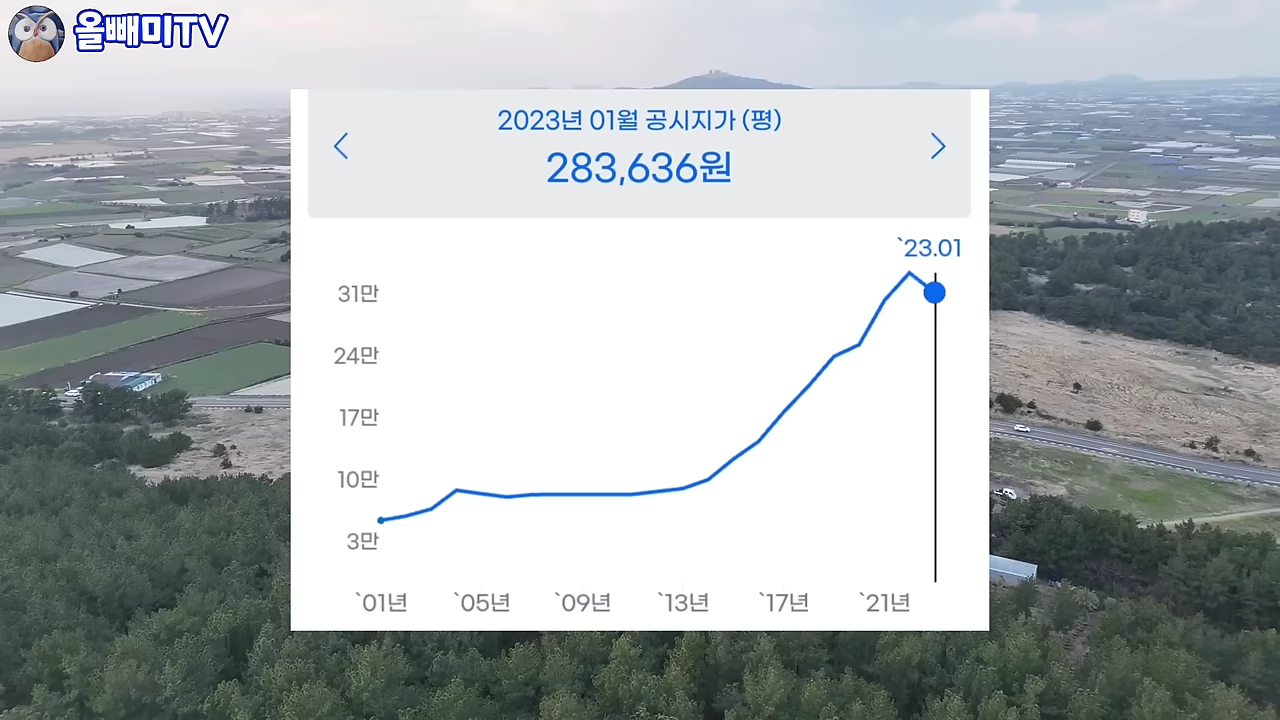 올빼미TV
2023년 01월 공시지가 (평)
283,636원
`23.01
31만
24만
17만
10만
3만
`01년 `05년 `09년 `13년 `17년 `21년